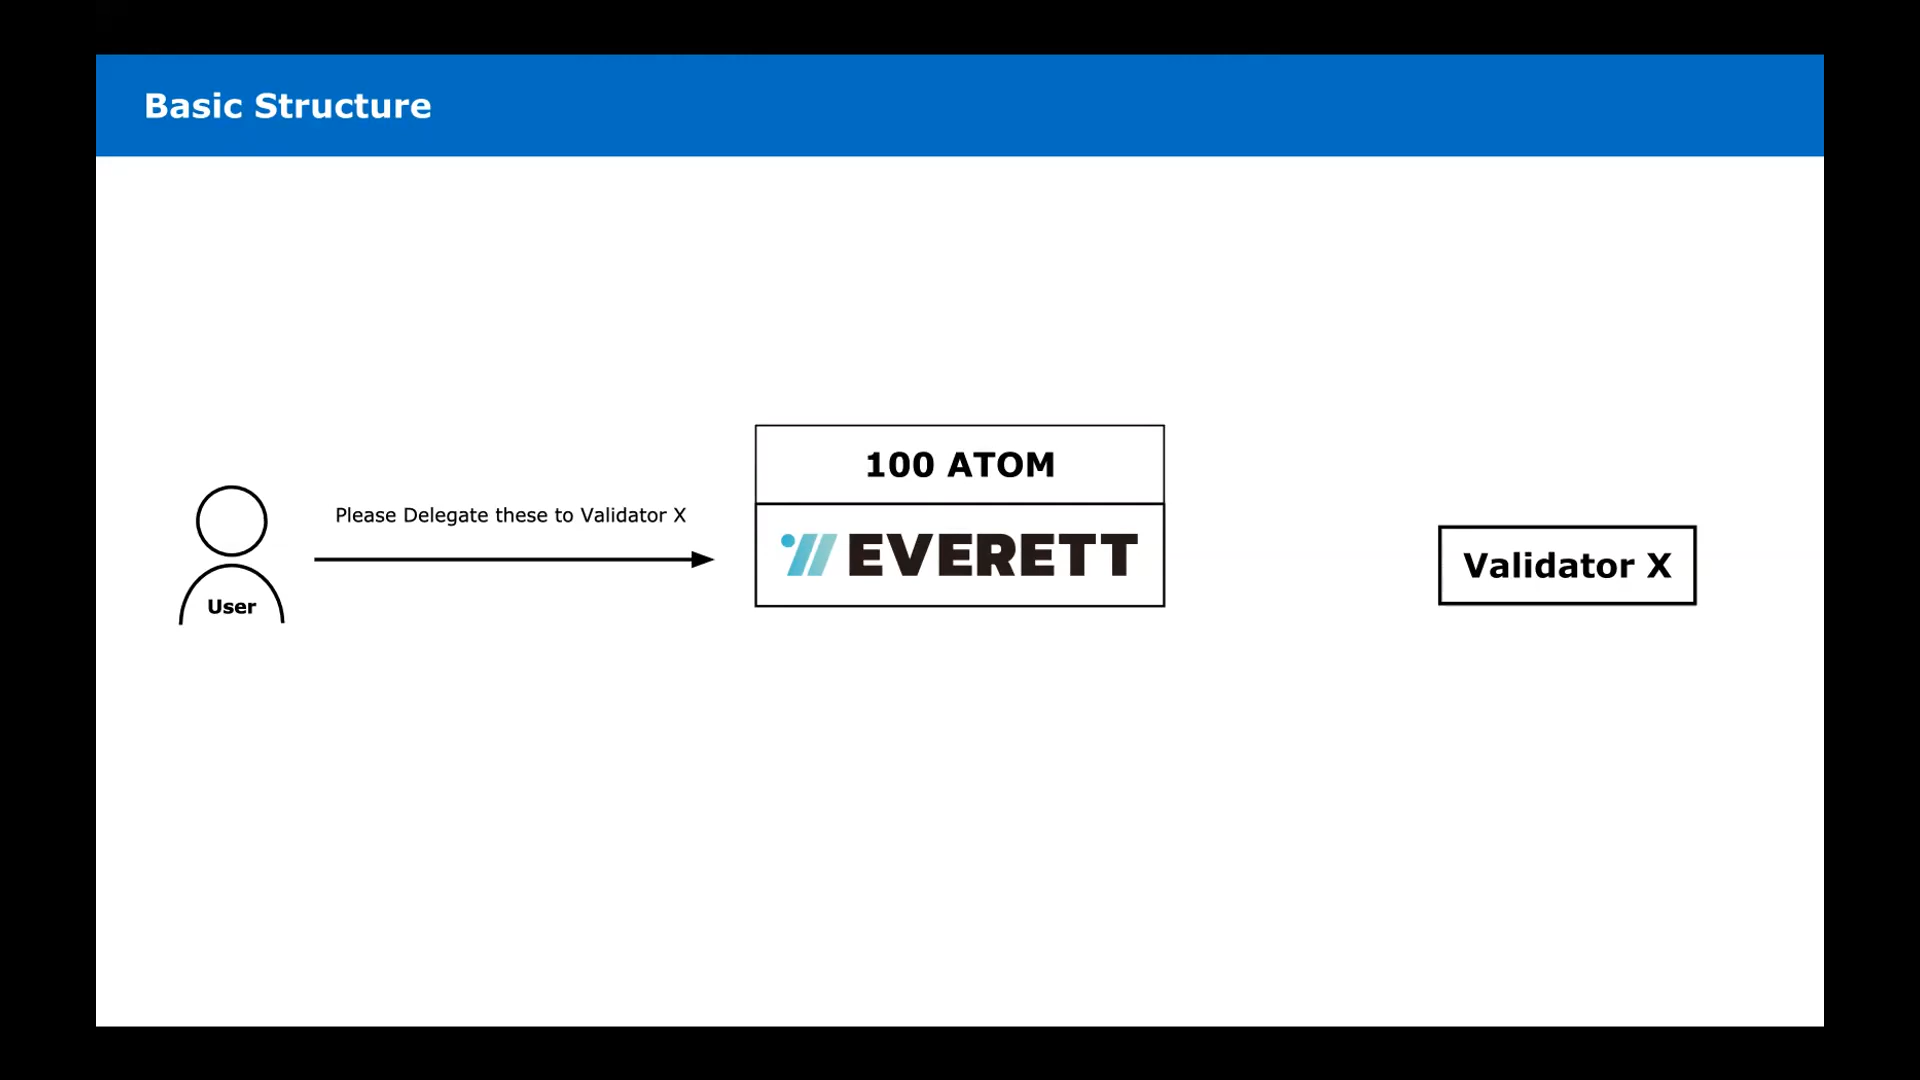 Basic Structure
100 ATOM
Please Delegate these to Validator X
EVERETT
Validator X
User